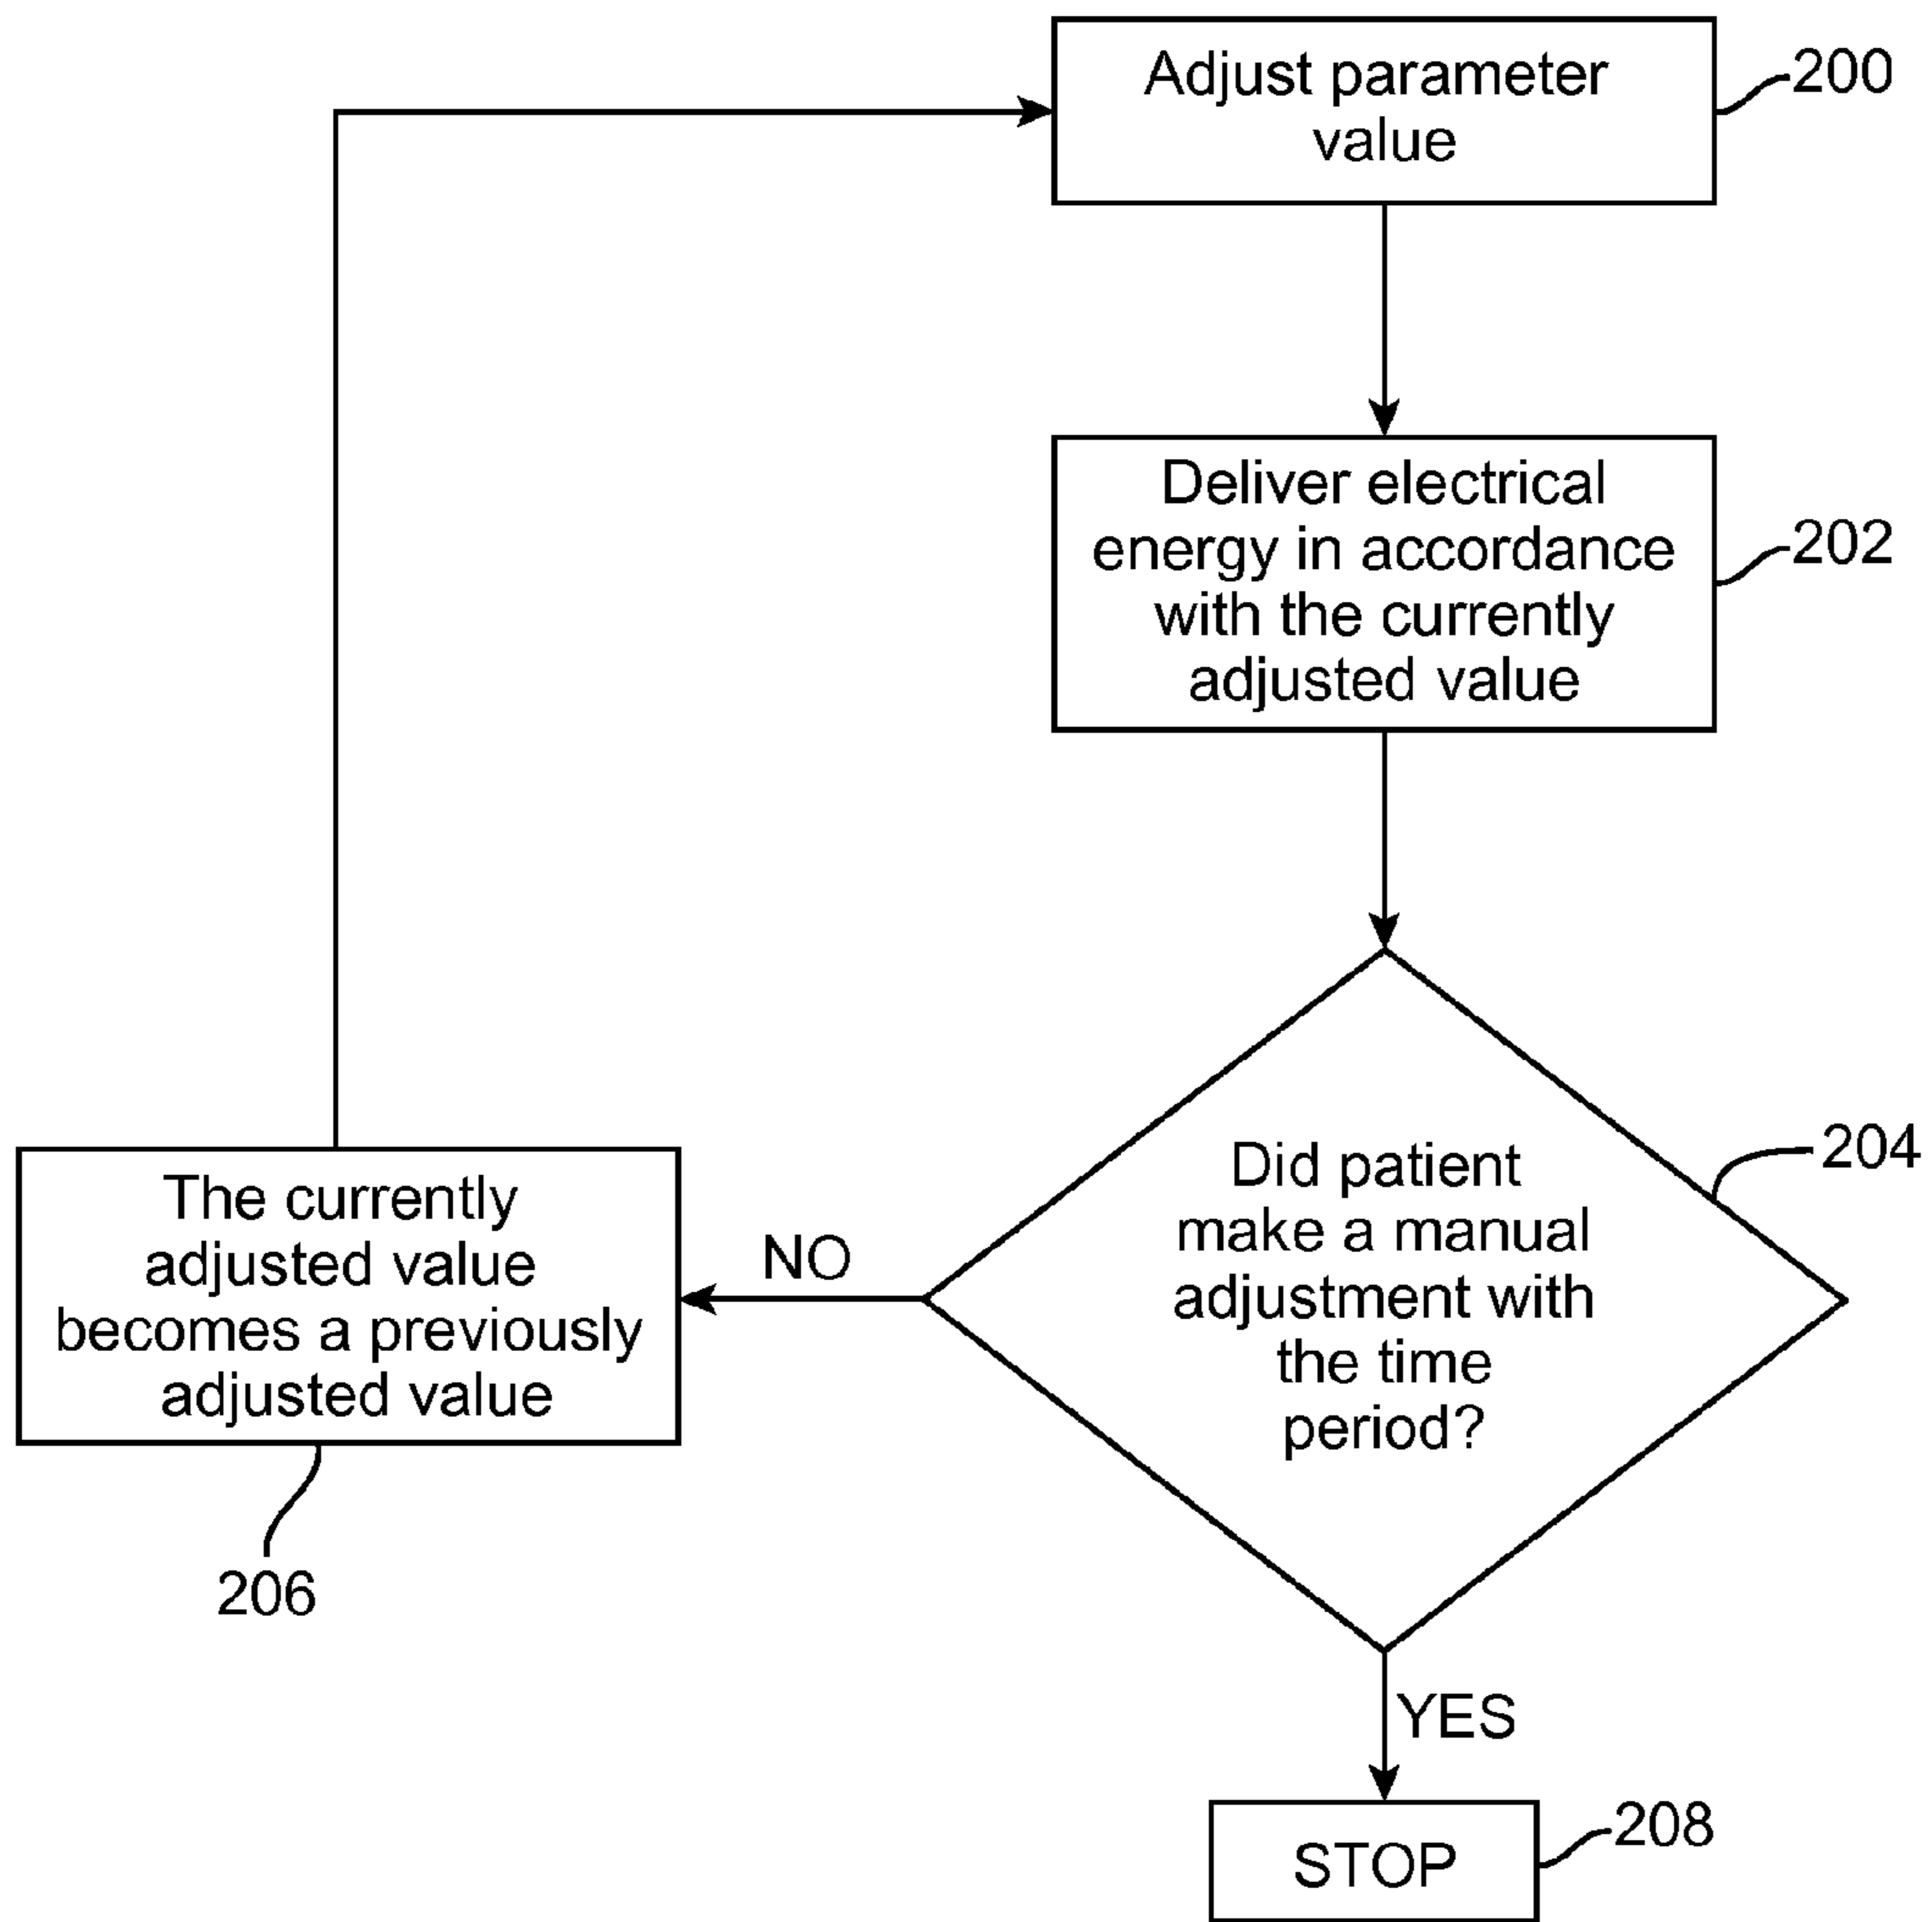 Adjust parameter
value
200
Deliver electrical
energy in accordance
with the currently
adjusted value
202
Did patient
make a manual
adjustment with
the time
period?
204
NO
The currently
adjusted value
becomes a previously
adjusted value
206
YES
STOP
208